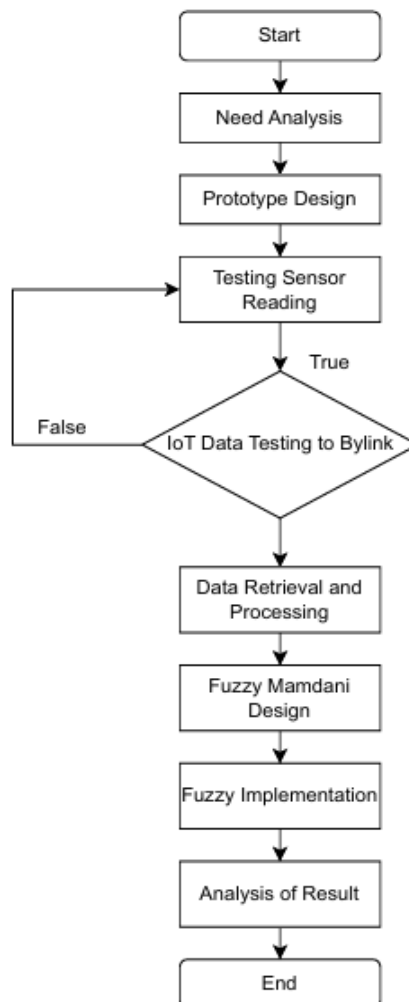 Start
Need Analysis
Prototype Design
Testing Sensor
Reading
True
False
IoT Data Testing to Bylink
Data Retrieval and
Processing
Fuzzy Mamdani
Design
Fuzzy Implementation
Analysis of Result
End